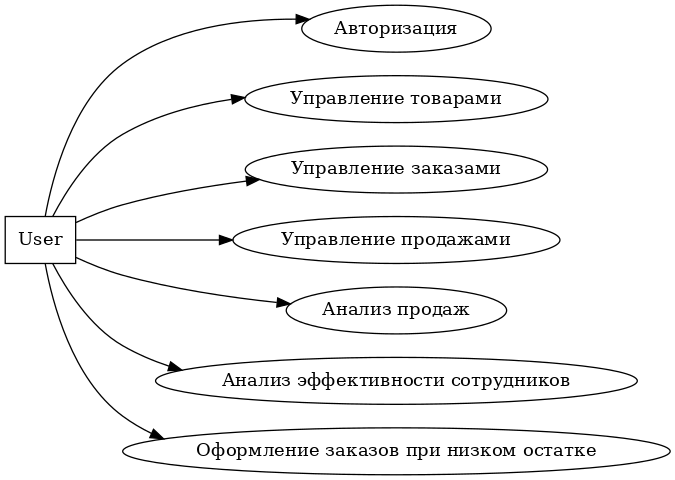 Авторизация
Управление товарами
Управление заказами
User
Управление продажами
Анализ продаж
Анализ эффективности сотрудников
Оформление заказов при низком остатке